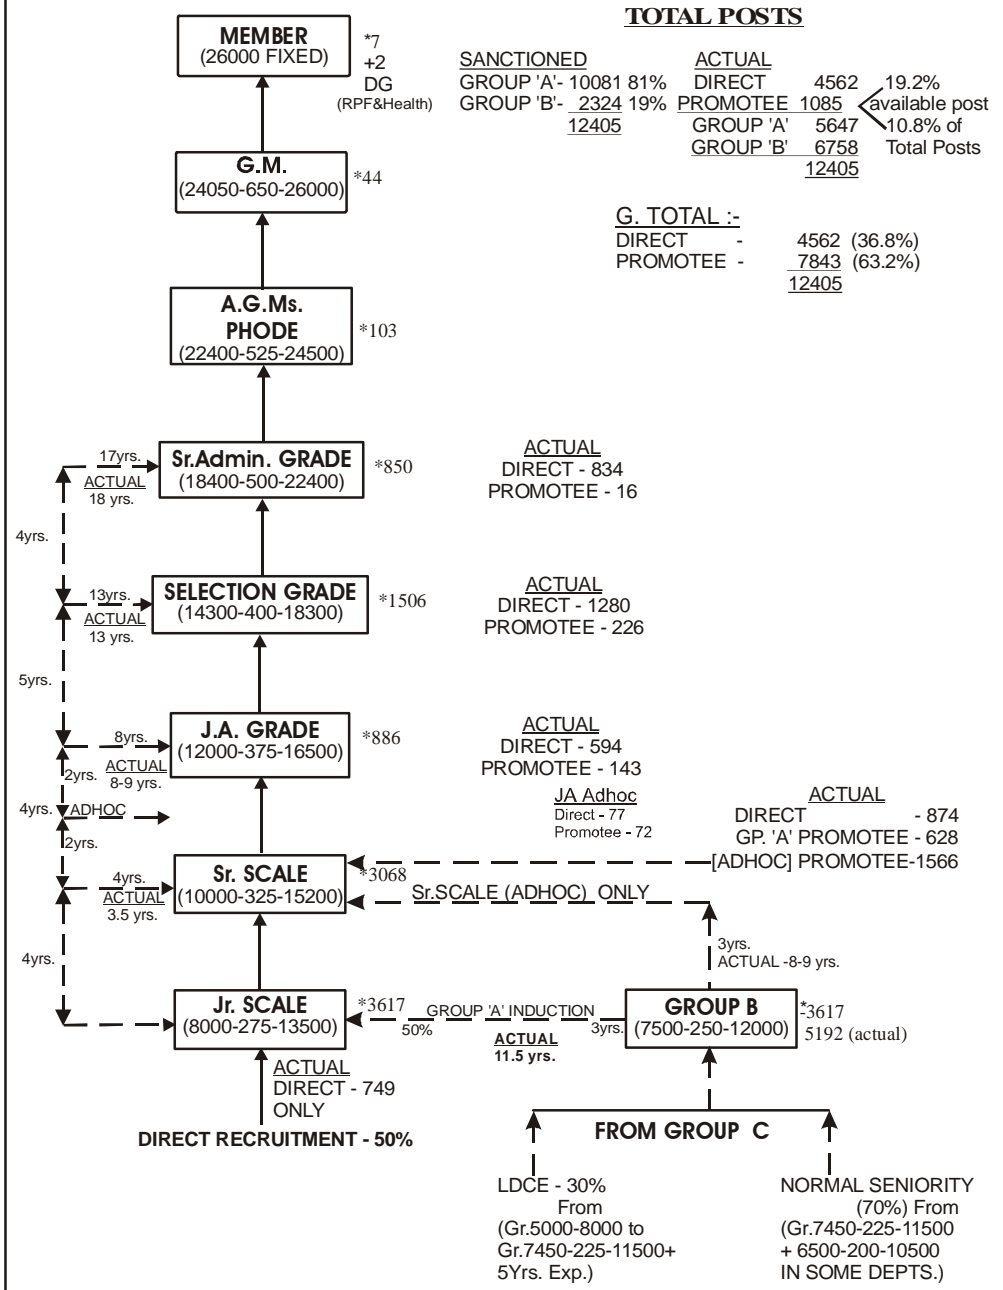 TOTAL POSTS
MEMBER
(26000 FIXED)
*7
+2
DG
(RPF&Health)
SANCTIONED
GROUP 'A'- 10081 81%
GROUP 'B'- 2324 19%
12405
ACTUAL
DIRECT 4562
PROMOTEE 1085
GROUP 'A' 5647
GROUP 'B' 6758
12405
19.2%
available post
10.8% of
Total Posts
G.M.
(24050-650-26000)
*44
G. TOTAL :-
DIRECT - 4562 (36.8%)
PROMOTEE - 7843 (63.2%)
12405
A.G.Ms.
PHODE
(22400-525-24500)
*103
17yrs.
ACTUAL
18 yrs.
Sr.Admin. GRADE
(18400-500-22400)
*850
ACTUAL
DIRECT - 834
PROMOTEE - 16
4yrs.
13yrs.
ACTUAL
13 yrs.
SELECTION GRADE
(14300-400-18300)
*1506
ACTUAL
DIRECT - 1280
PROMOTEE - 226
5yrs.
8yrs.
ACTUAL
8-9 yrs.
J.A. GRADE
(12000-375-16500)
*886
ACTUAL
DIRECT - 594
PROMOTEE - 143
2yrs.
4yrs.
ADHOC
2yrs.
JA Adhoc
Direct - 77
Promotee - 72
ACTUAL
DIRECT - 874
GP. 'A' PROMOTEE - 628
[ADHOC] PROMOTEE-1566
4yrs.
ACTUAL
3.5 yrs.
Sr. SCALE
(10000-325-15200)
*3068
Sr.SCALE (ADHOC) ONLY
4yrs.
3yrs.
ACTUAL -8-9 yrs.
Jr. SCALE
(8000-275-13500)
*3617
GROUP 'A' INDUCTION
50%
3yrs.
ACTUAL
11.5 yrs.
GROUP B
(7500-250-12000)
*-3617
5192 (actual)
ACTUAL
DIRECT - 749
ONLY
DIRECT RECRUITMENT - 50%
FROM GROUP C
LDCE - 30%
From
(Gr.5000-8000 to
Gr.7450-225-11500+
5Yrs. Exp.)
NORMAL SENIORITY
(70%) From
(Gr.7450-225-11500
+ 6500-200-10500
IN SOME DEPTS.)